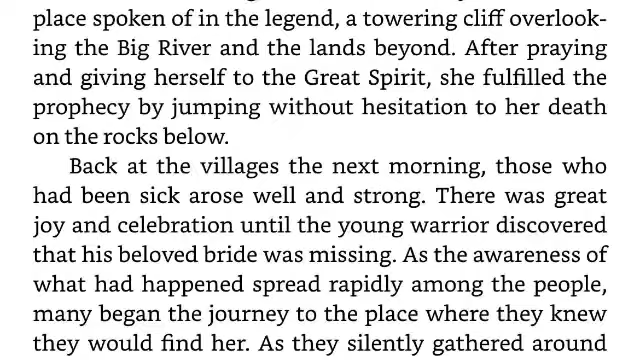 place spoken of in the legend, a towering cliff overlook-
ing the Big River and the lands beyond. After praying
and giving herself to the Great Spirit, she fulfilled the
prophecy by jumping without hesitation to her death
on the rocks below.
Back at the villages the next morning, those who
had been sick arose well and strong. There was great
joy and celebration until the young warrior discovered
that his beloved bride was missing. As the awareness of
what had happened spread rapidly among the people,
many began the journey to the place where they knew
they would find her. As they silently gathered around